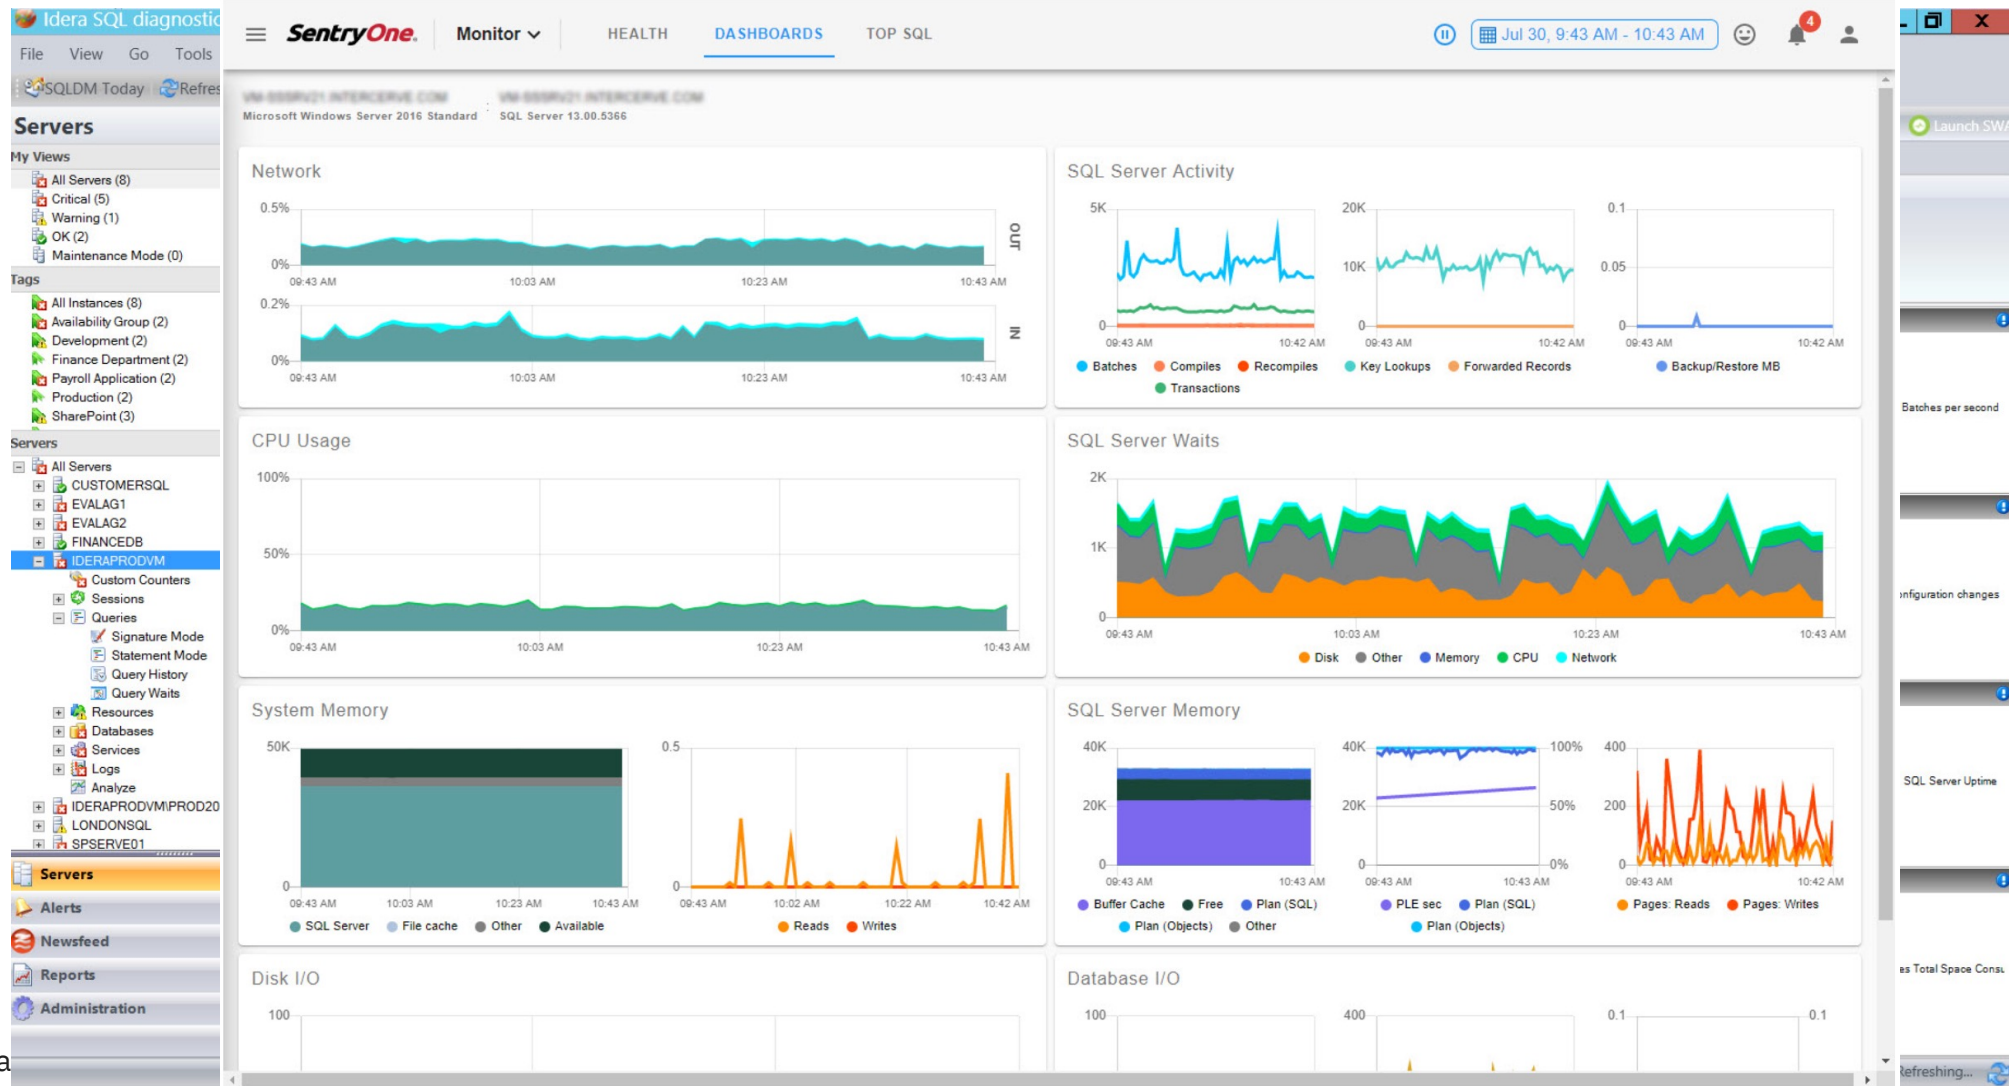 Idera SQL diagnostic
File View Go Tools
SQLDM Today Refres
Servers
My Views
All Servers (8)
Critical (5)
Warning (1)
OK (2)
Maintenance Mode (0)
Tags
All Instances (8)
Availability Group (2)
Development (2)
Finance Department (2)
Payroll Application (2)
Production (2)
SharePoint (3)
Servers
All Servers
CUSTOMERSQL
EVALAG1
EVALAG2
FINANCEDB
IDERAPRODVM
Custom Counters
Sessions
Queries
Signature Mode
Statement Mode
Query History
Query Waits
Resources
Databases
Services
Logs
Analyze
IDERAPRODVM\PROD20
LONDONSQL
SPSERVE01
Servers
Alerts
Newsfeed
Reports
Administration
a
SentryOne. Monitor HEALTH DASHBOARDS TOP SQL Jul 30, 9:43 AM - 10:43 AM 4
Microsoft Windows Server 2016 Standard SQL Server 13.00.5366
Network
0.5%
0%
OUT
09:43 AM 10:03 AM 10:23 AM 10:43 AM
0.2%
0%
IN
09:43 AM 10:03 AM 10:23 AM 10:43 AM
SQL Server Activity
5K 20K 0.1
10K 0.05
0 0 0
09:43 AM 10:42 AM 09:43 AM 10:42 AM 09:43 AM 10:42 AM
Batches Compiles Recompiles Key Lookups Forwarded Records Backup/Restore MB
Transactions
CPU Usage
100%
50%
0%
09:43 AM 10:03 AM 10:23 AM 10:43 AM
SQL Server Waits
2K
1K
0
09:43 AM 10:03 AM 10:23 AM 10:43 AM
Disk Other Memory CPU Network
System Memory
50K 0.5
0 0
09:43 AM 10:03 AM 10:23 AM 10:43 AM 09:43 AM 10:02 AM 10:22 AM 10:42 AM
SQL Server File cache Other Available Reads Writes
SQL Server Memory
40K 40K 100% 400
20K 20K 50% 200
0 0 0% 0
09:43 AM 10:43 AM 09:43 AM 10:43 AM 09:43 AM 10:42 AM
Buffer Cache Free Plan (SQL) PLE sec Plan (SQL) Pages: Reads Pages: Writes
Plan (Objects) Other Plan (Objects)
Disk I/O
100
Database I/O
100 400 0.1 0.1
Launch SWA
Batches per second
onfiguration changes
SQL Server Uptime
es Total Space Consu
Refreshing...